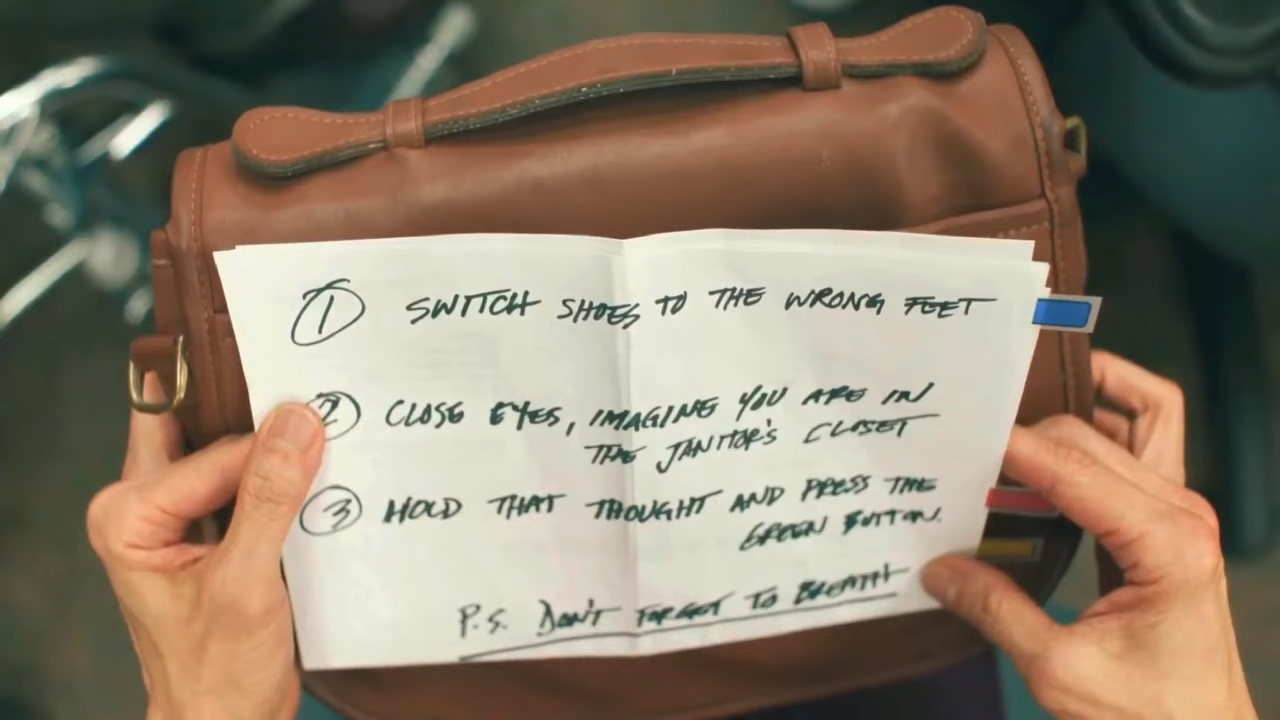 ① SWITCH SHOES TO THE WRONG FEET
② CLOSE EYES, IMAGINE YOU ARE IN
THE JANITOR'S CLOSET
③ HOLD THAT THOUGHT AND PRESS THE
GREEN BUTTON.
P.S. DON'T FORGET TO BREATH